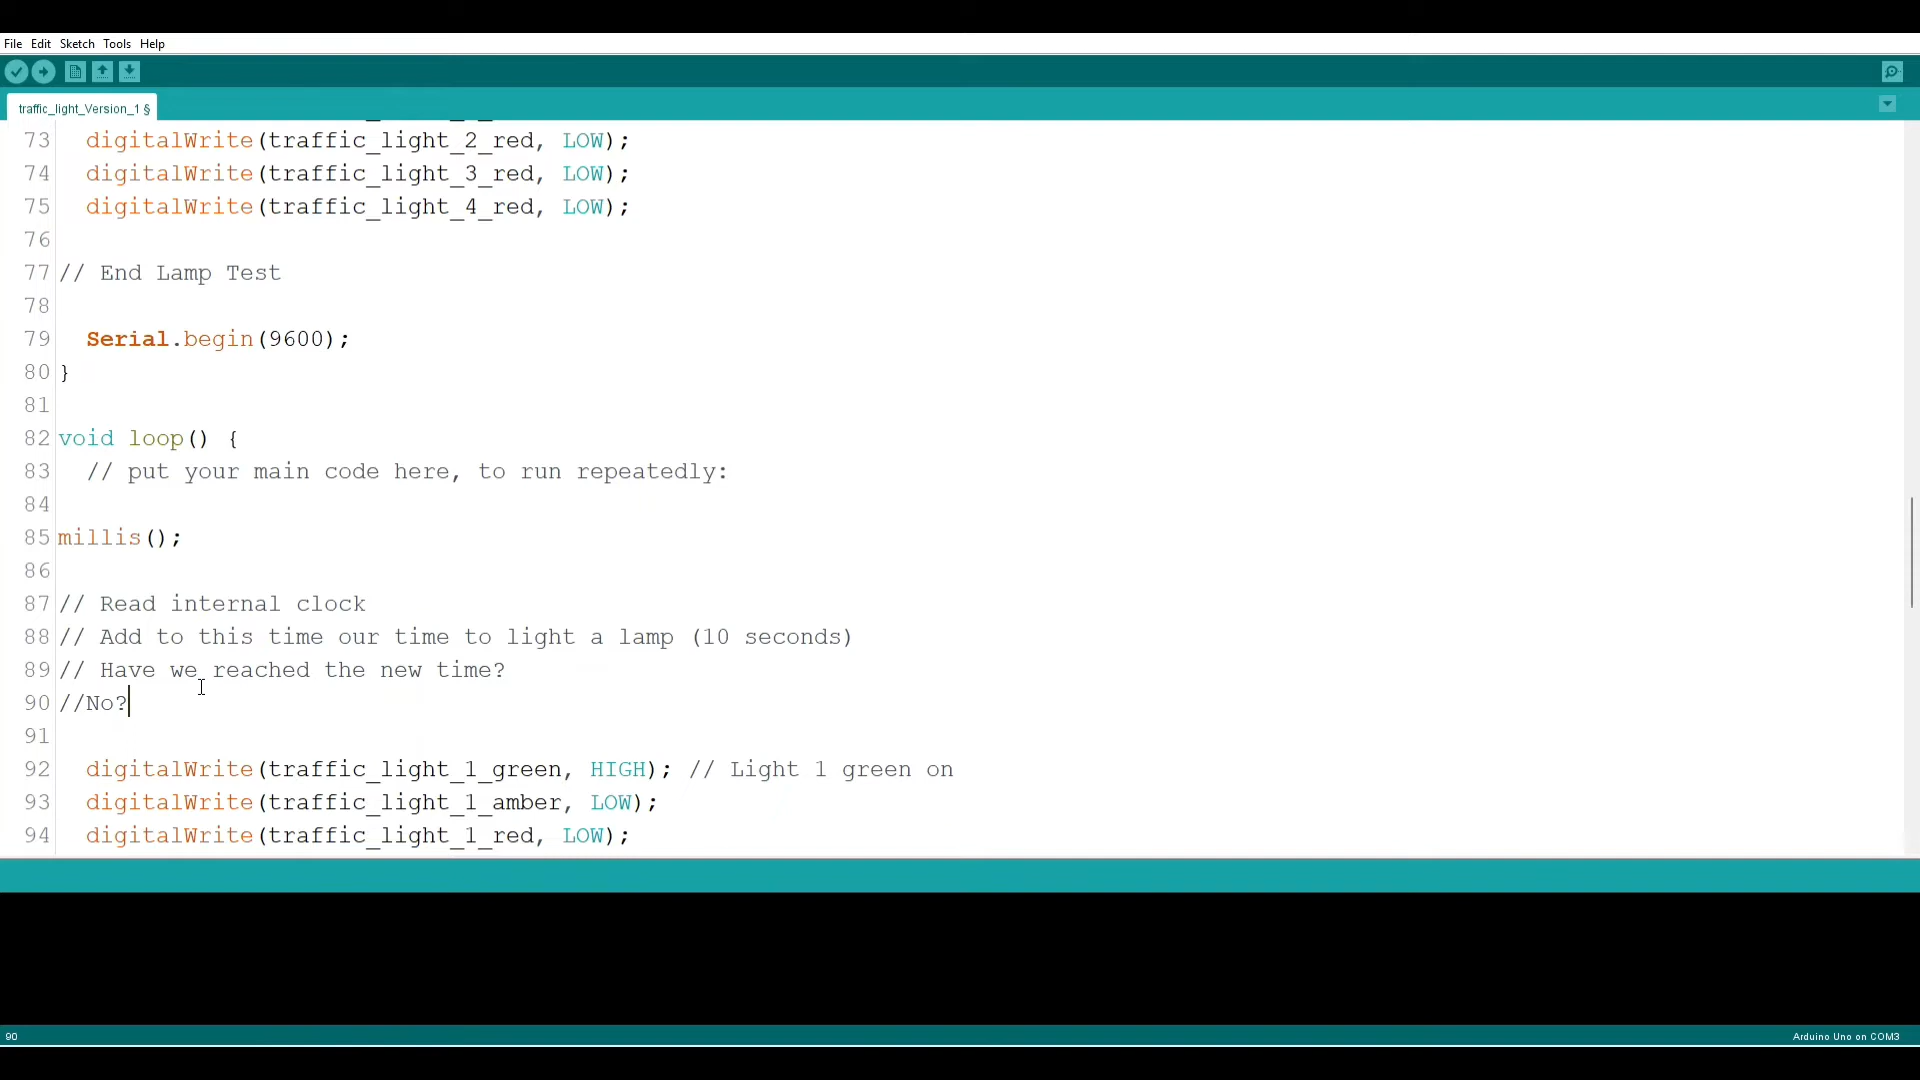 File Edit Sketch Tools Help
traffic_light_Version_1 §
73 digitalWrite(traffic_light_2_red, LOW);
74 digitalWrite(traffic_light_3_red, LOW);
75 digitalWrite(traffic_light_4_red, LOW);
76
77 // End Lamp Test
78
79 Serial.begin(9600);
80 }
81
82 void loop() {
83 // put your main code here, to run repeatedly:
84
85 millis();
86
87 // Read internal clock
88 // Add to this time our time to light a lamp (10 seconds)
89 // Have we reached the new time?
90 //No?
91
92 digitalWrite(traffic_light_1_green, HIGH); // Light 1 green on
93 digitalWrite(traffic_light_1_amber, LOW);
94 digitalWrite(traffic_light_1_red, LOW);
90 Arduino Uno on COM3